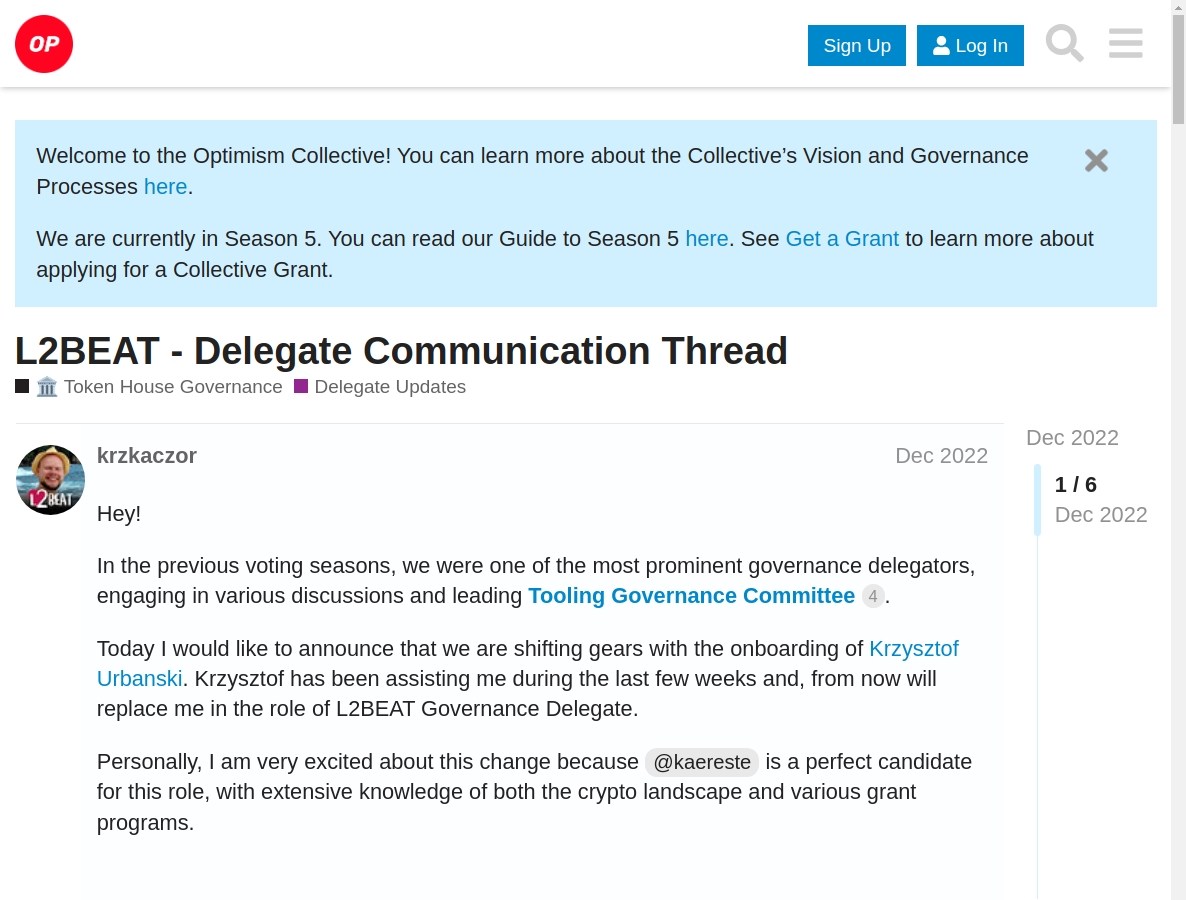 OP
Sign Up
Log In
Welcome to the Optimism Collective! You can learn more about the Collective’s Vision and Governance
Processes here.
We are currently in Season 5. You can read our Guide to Season 5 here. See Get a Grant to learn more about
applying for a Collective Grant.
L2BEAT - Delegate Communication Thread
Token House Governance Delegate Updates
krzkaczor
Dec 2022
L2BEAT
Hey!
In the previous voting seasons, we were one of the most prominent governance delegators,
engaging in various discussions and leading Tooling Governance Committee 4.
Today I would like to announce that we are shifting gears with the onboarding of Krzysztof
Urbanski. Krzysztof has been assisting me during the last few weeks and, from now will
replace me in the role of L2BEAT Governance Delegate.
Personally, I am very excited about this change because @kaereste is a perfect candidate
for this role, with extensive knowledge of both the crypto landscape and various grant
programs.
Dec 2022
1 / 6
Dec 2022